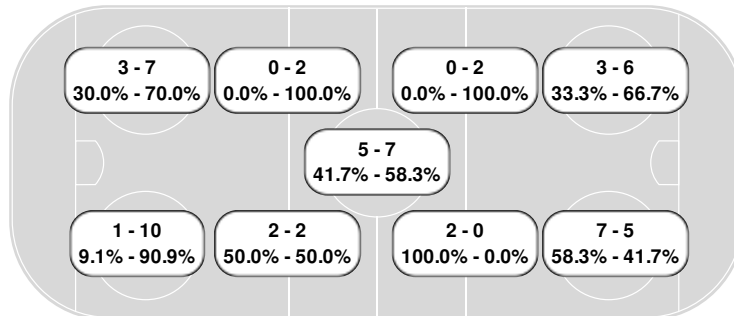 3 - 7
30.0% - 70.0%
0 - 2
0.0% - 100.0%
0 - 2
0.0% - 100.0%
3 - 6
33.3% - 66.7%
5 - 7
41.7% - 58.3%
1 - 10
9.1% - 90.9%
2 - 2
50.0% - 50.0%
2 - 0
100.0% - 0.0%
7 - 5
58.3% - 41.7%